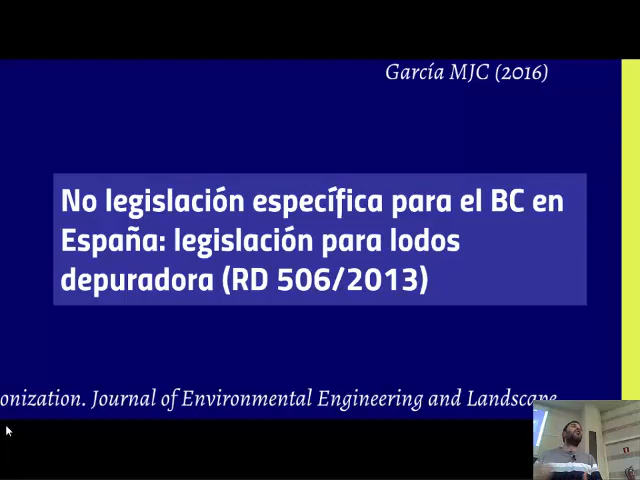 García MJC (2016)
No legislación específica para el BC en
España: legislación para lodos
depuradora (RD 506/2013)
onization. Journal of Environmental Engineering and Landscape